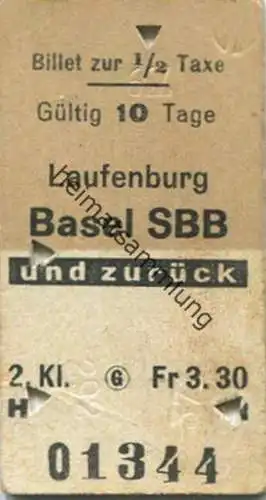 Billet zur 1/2 Taxe
Gültig 10 Tage
Laufenburg
Basel SBB
und zurück
2. Kl. G Fr 3. 30
H
01344
heimatsammlung